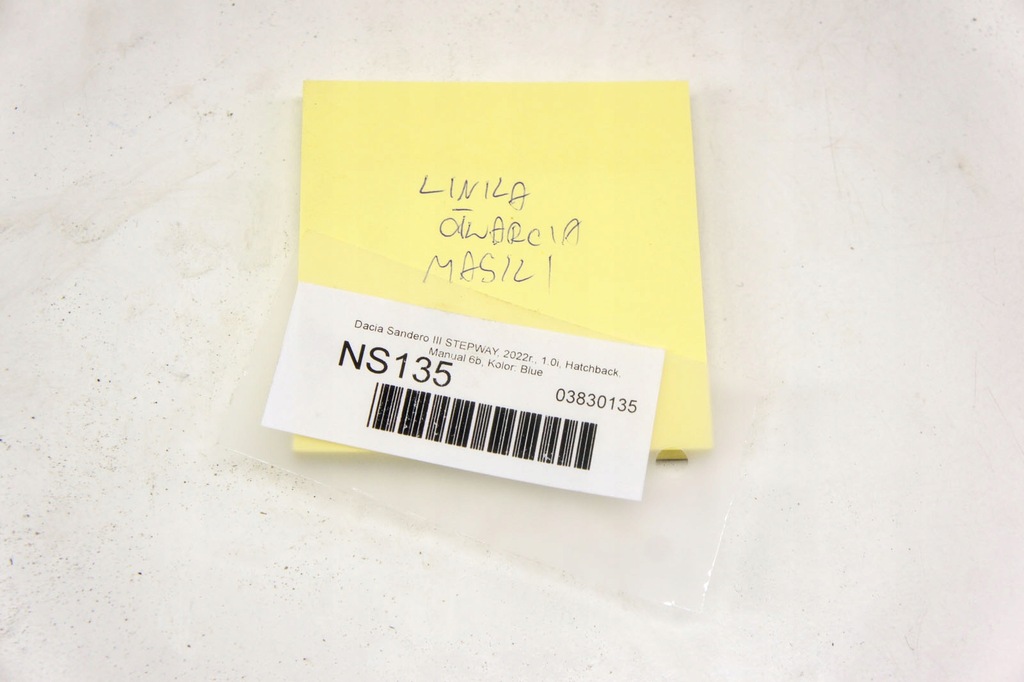 LINKA
OTWARCIA
MASKI
Dacia Sandero III STEPWAY, 2022r., 1.0i, Hatchback,
Manual 6b, Kolor: Blue
NS135
03830135